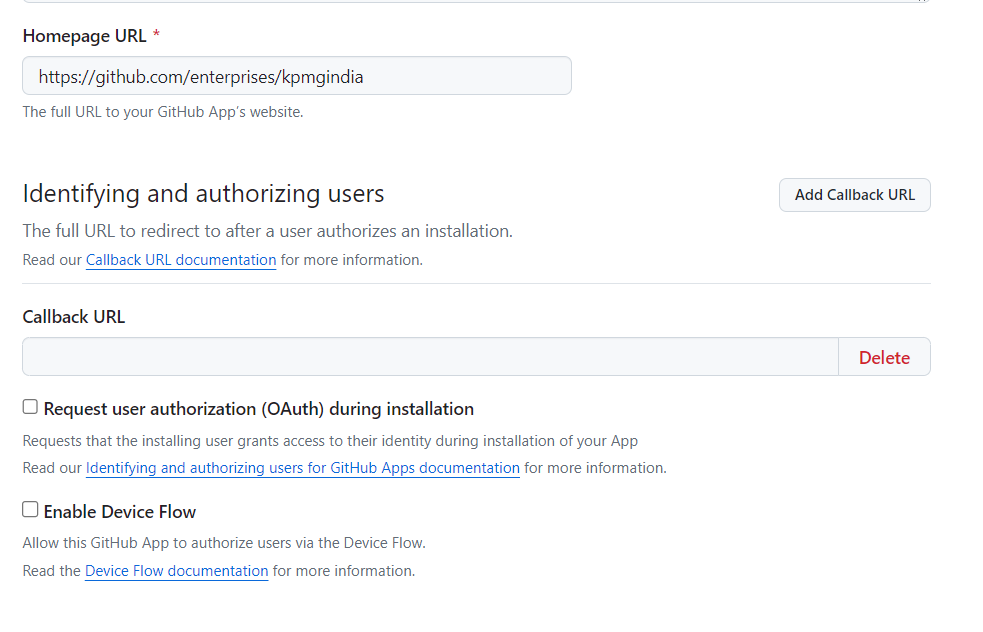 Homepage URL *
https://github.com/enterprises/kpmgindia
The full URL to your GitHub App's website.
Identifying and authorizing users
Add Callback URL
The full URL to redirect to after a user authorizes an installation.
Read our Callback URL documentation for more information.
Callback URL
Delete
Request user authorization (OAuth) during installation
Requests that the installing user grants access to their identity during installation of your App
Read our Identifying and authorizing users for GitHub Apps documentation for more information.
Enable Device Flow
Allow this GitHub App to authorize users via the Device Flow.
Read the Device Flow documentation for more information.